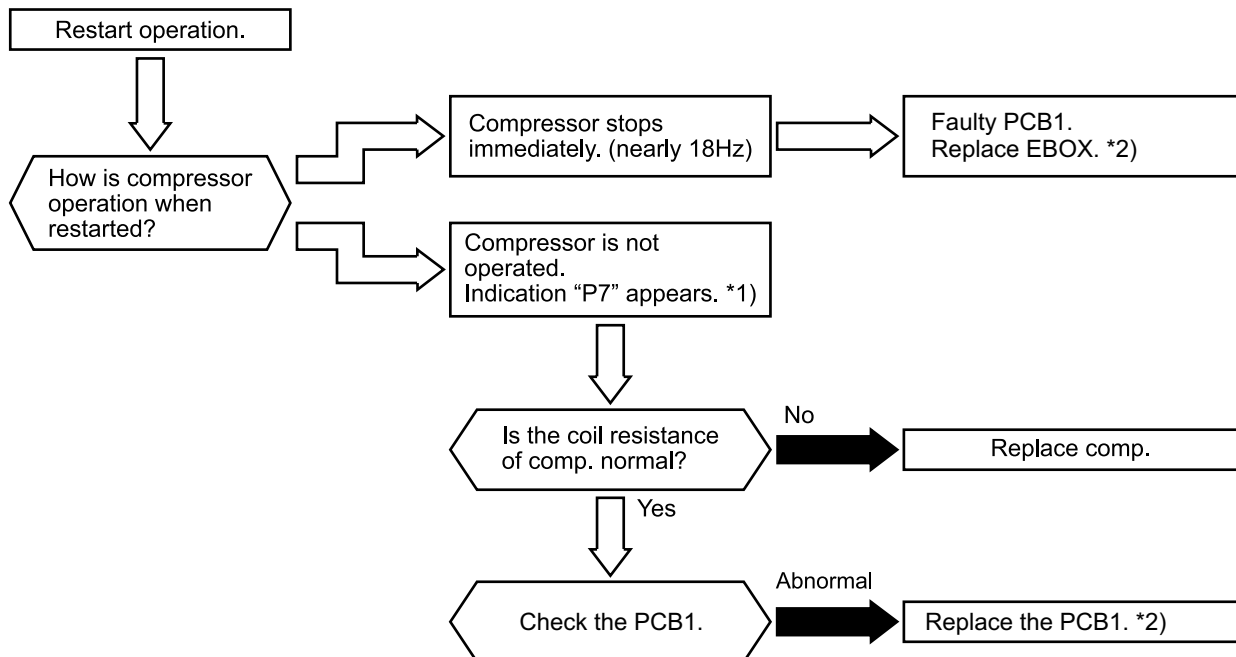 Restart operation.
Compressor stops
immediately. (nearly 18Hz)
Faulty PCB1.
Replace EBOX. *2)
How is compressor
operation when
restarted?
Compressor is not
operated.
Indication “P7” appears. *1)
Is the coil resistance
of comp. normal?
No
Replace comp.
Yes
Check the PCB1.
Abnormal
Replace the PCB1. *2)